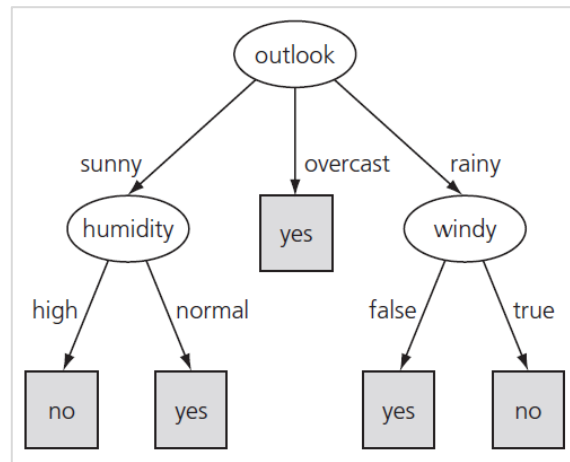 outlook
sunny overcast rainy
humidity yes windy
high normal false true
no yes yes no